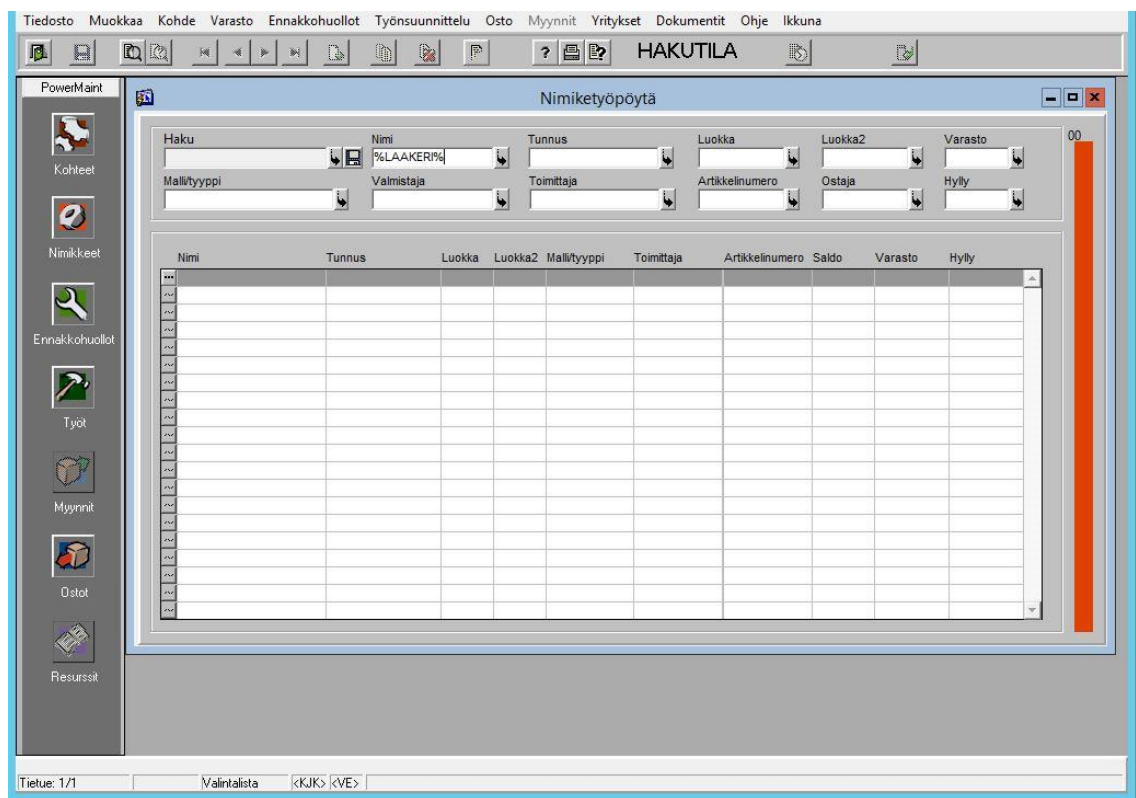 Tiedosto Muokkaa Kohde Varasto Ennakkohuollot Työnsuunnittelu Osto Myynnit Yritykset Dokumentit Ohje Ikkuna
HAKUTILA
PowerMaint
Nimiketyöpöytä
Haku Nimi Tunnus Luokka Luokka2 Varasto 00
%LAAKERI%
Malli/tyyppi Valmistaja Toimittaja Artikkelinumero Ostaja Hylly
Nimi Tunnus Luokka Luokka2 Malli/tyyppi Toimittaja Artikkelinumero Saldo Varasto Hylly
Kohteet
Nimikkeet
Ennakkohuollot
Työt
Myynnit
Ostot
Resurssit
Tietue: 1/1 Valintalista <KJK> <VE>